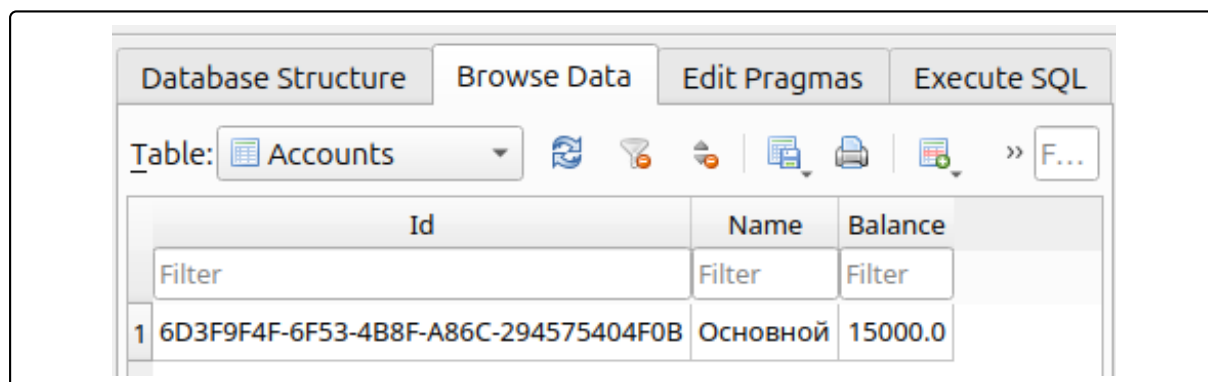 Database Structure Browse Data Edit Pragmas Execute SQL
Table: Accounts » F...
Id Name Balance
Filter Filter Filter
1 6D3F9F4F-6F53-4B8F-A86C-294575404F0B Основной 15000.0